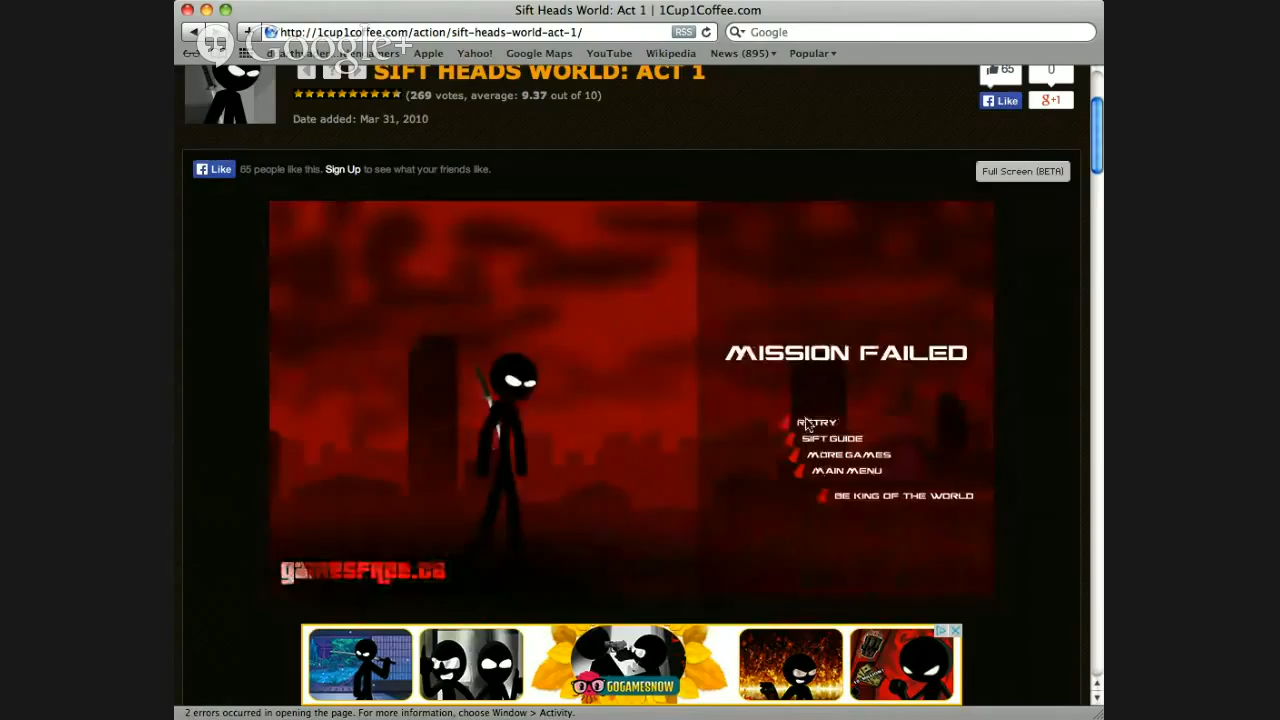 Sift Heads World: Act 1 | 1Cup1Coffee.com
http://1cup1coffee.com/action/sift-heads-world-act-1/
RSS
Google
Google+
Apple Yahoo! Google Maps YouTube Wikipedia News (895) Popular
SIFT HEADS WORLD: ACT 1
65
0
(269 votes, average: 9.37 out of 10)
Like
g+1
Date added: Mar 31, 2010
Like 65 people like this. Sign Up to see what your friends like.
Full Screen (BETA)
MISSION FAILED
RETRY
SIFT GUIDE
MORE GAMES
MAIN MENU
BE KING OF THE WORLD
gamesfree.ca
GOGAMESNOW
2 errors occurred in opening the page. For more information, choose Window > Activity.